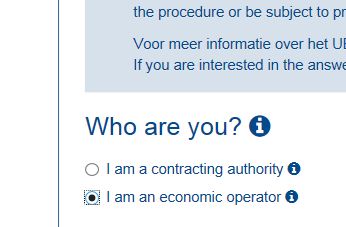 the procedure or be subject to pr
Voor meer informatie over het UE
If you are interested in the answe
Who are you?
I am a contracting authority
I am an economic operator